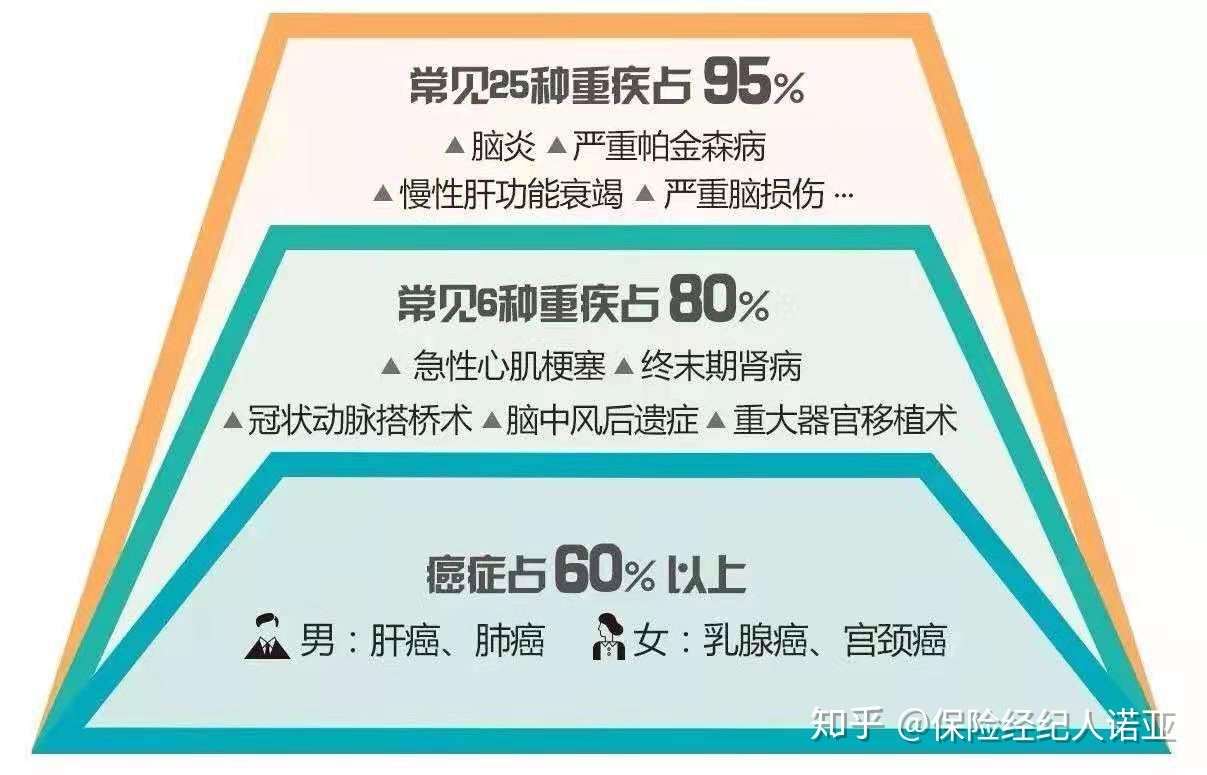 常见25种重疾占 95%
▲脑炎 ▲严重帕金森病
▲慢性肝功能衰竭 ▲严重脑损伤 ···
常见6种重疾占 80%
▲急性心肌梗塞 ▲终末期肾病
▲冠状动脉搭桥术 ▲脑中风后遗症 ▲重大器官移植术
癌症占 60% 以上
男：肝癌、肺癌 女：乳腺癌、宫颈癌
知乎 @保险经纪人诺亚